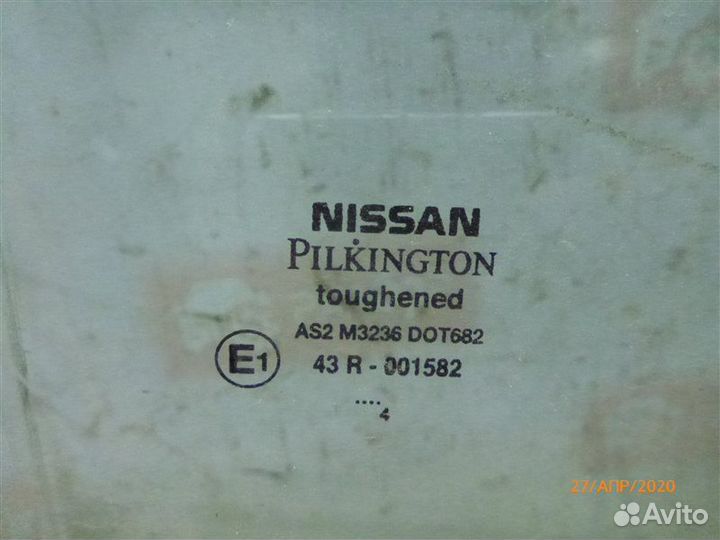 NISSAN
PILKINGTON
toughened
AS2 M3236 DOT682
E1 43 R - 001582
....
4
27/АПР/2020
Avito